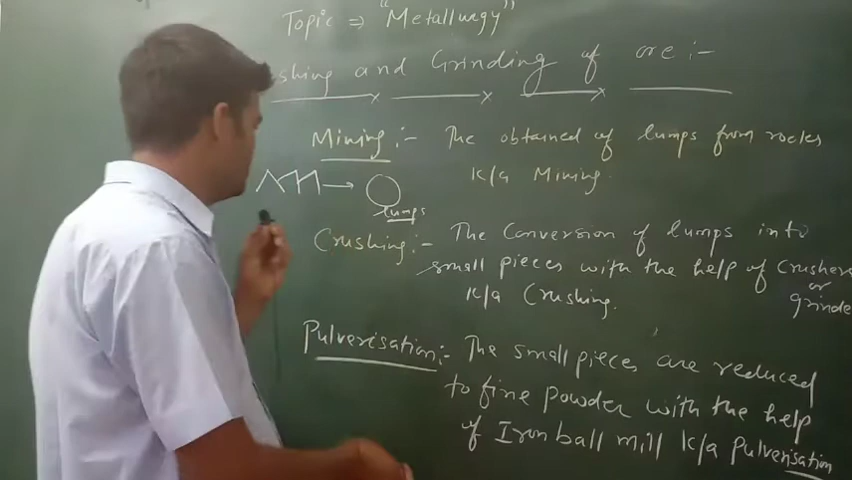 Topic ⇒ "Metallurgy"
shing and Grinding of ore :-
Mining :- The obtained of lumps from rocks
k/a Mining.
lumps
Crushing :- The Conversion of lumps into
small pieces with the help of Crushers
or
grinde
k/a Crushing.
Pulverisation :- The small pieces are reduced
to fine powder with the help
of Iron ball mill k/a Pulverisation